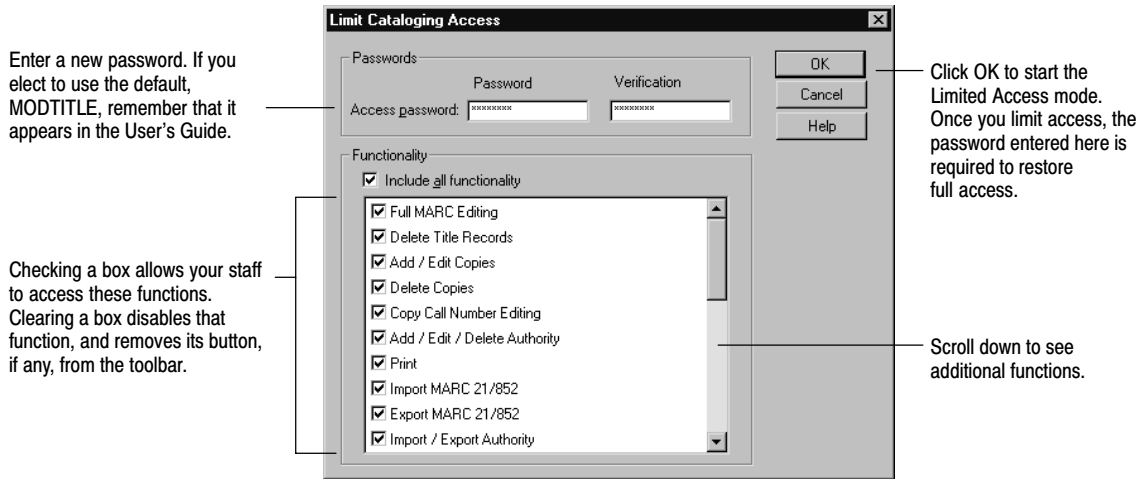 Limit Cataloging Access
Enter a new password. If you
elect to use the default,
MODTITLE, remember that it
appears in the User's Guide.
Passwords
Password Verification
Access password: ******** ********
OK
Cancel
Help
Click OK to start the
Limited Access mode.
Once you limit access, the
password entered here is
required to restore
full access.
Functionality
Include all functionality
Full MARC Editing
Delete Title Records
Add / Edit Copies
Delete Copies
Copy Call Number Editing
Add / Edit / Delete Authority
Print
Import MARC 21/852
Export MARC 21/852
Import / Export Authority
Checking a box allows your staff
to access these functions.
Clearing a box disables that
function, and removes its button,
if any, from the toolbar.
Scroll down to see
additional functions.